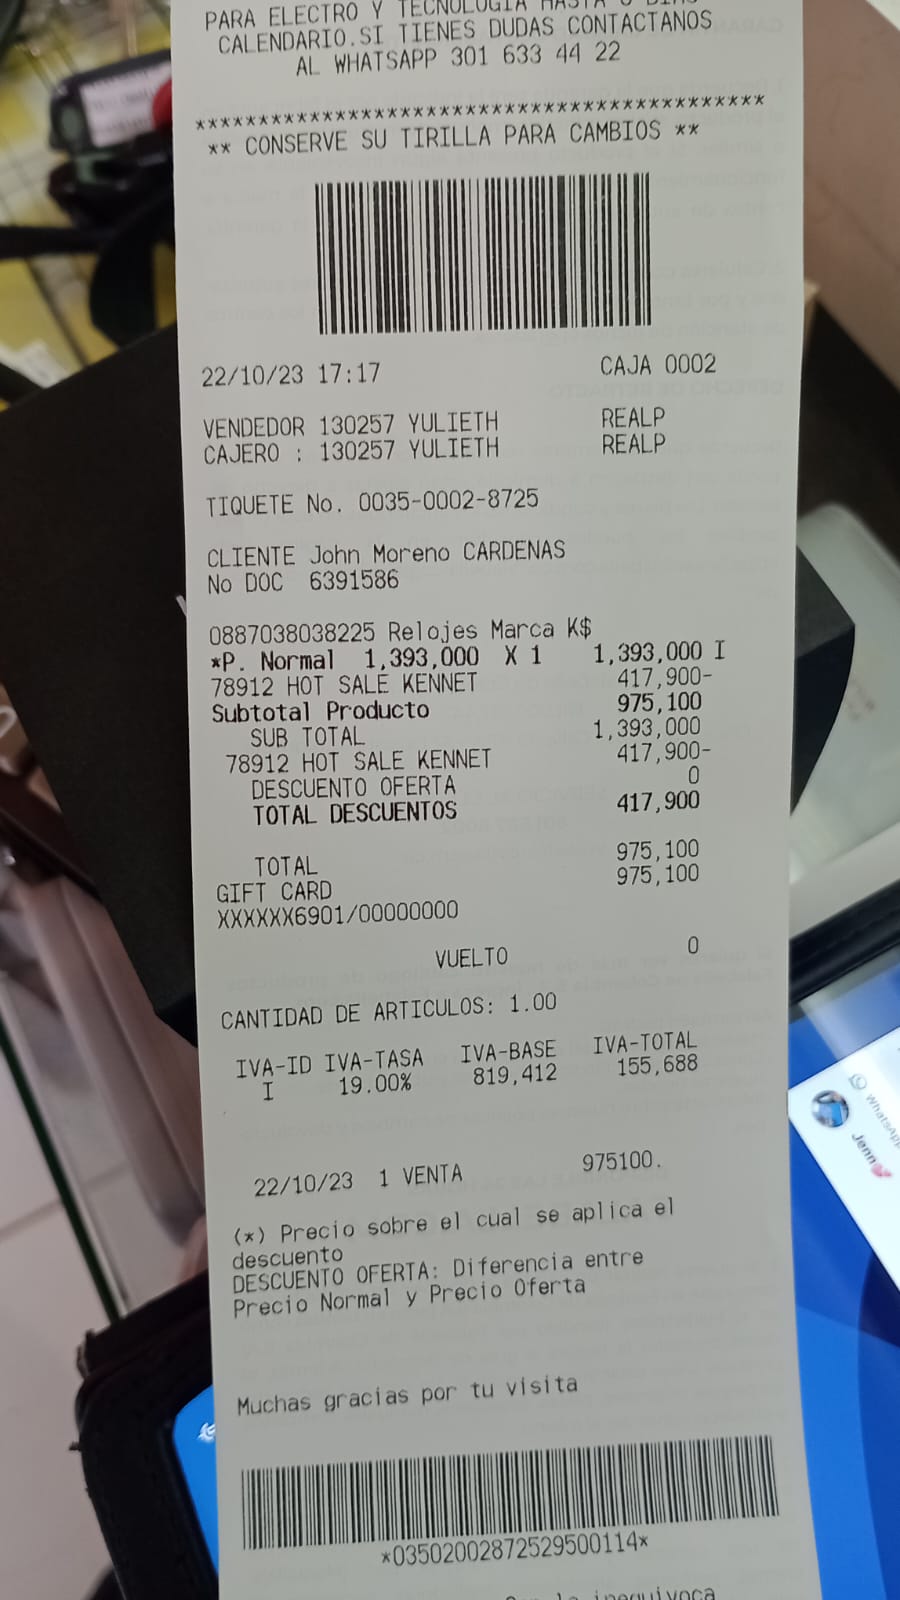 PARA ELECTRO Y TECNOLOGIA HASTA DIAS
CALENDARIO.SI TIENES DUDAS CONTACTANOS
AL WHATSAPP 301 633 44 22
*******************************************
** CONSERVE SU TIRILLA PARA CAMBIOS **
22/10/23 17:17 CAJA 0002
VENDEDOR 130257 YULIETH REALP
CAJERO : 130257 YULIETH REALP
TIQUETE No. 0035-0002-8725
CLIENTE John Moreno CARDENAS
No DOC 6391586
0887038038225 Relojes Marca K$
*P. Normal 1,393,000 X 1 1,393,000 I
78912 HOT SALE KENNET 417,900-
Subtotal Producto 975,100
SUB TOTAL 1,393,000
78912 HOT SALE KENNET 417,900-
DESCUENTO OFERTA 0
TOTAL DESCUENTOS 417,900
TOTAL 975,100
GIFT CARD 975,100
XXXXXX6901/00000000
VUELTO 0
CANTIDAD DE ARTICULOS: 1.00
IVA-ID IVA-TASA IVA-BASE IVA-TOTAL
I 19.00% 819,412 155,688
22/10/23 1 VENTA 975100.
(*) Precio sobre el cual se aplica el
descuento
DESCUENTO OFERTA: Diferencia entre
Precio Normal y Precio Oferta
Muchas gracias por tu visita
*03502002872529500114*
inequivoca
WhatsApp
Jenn